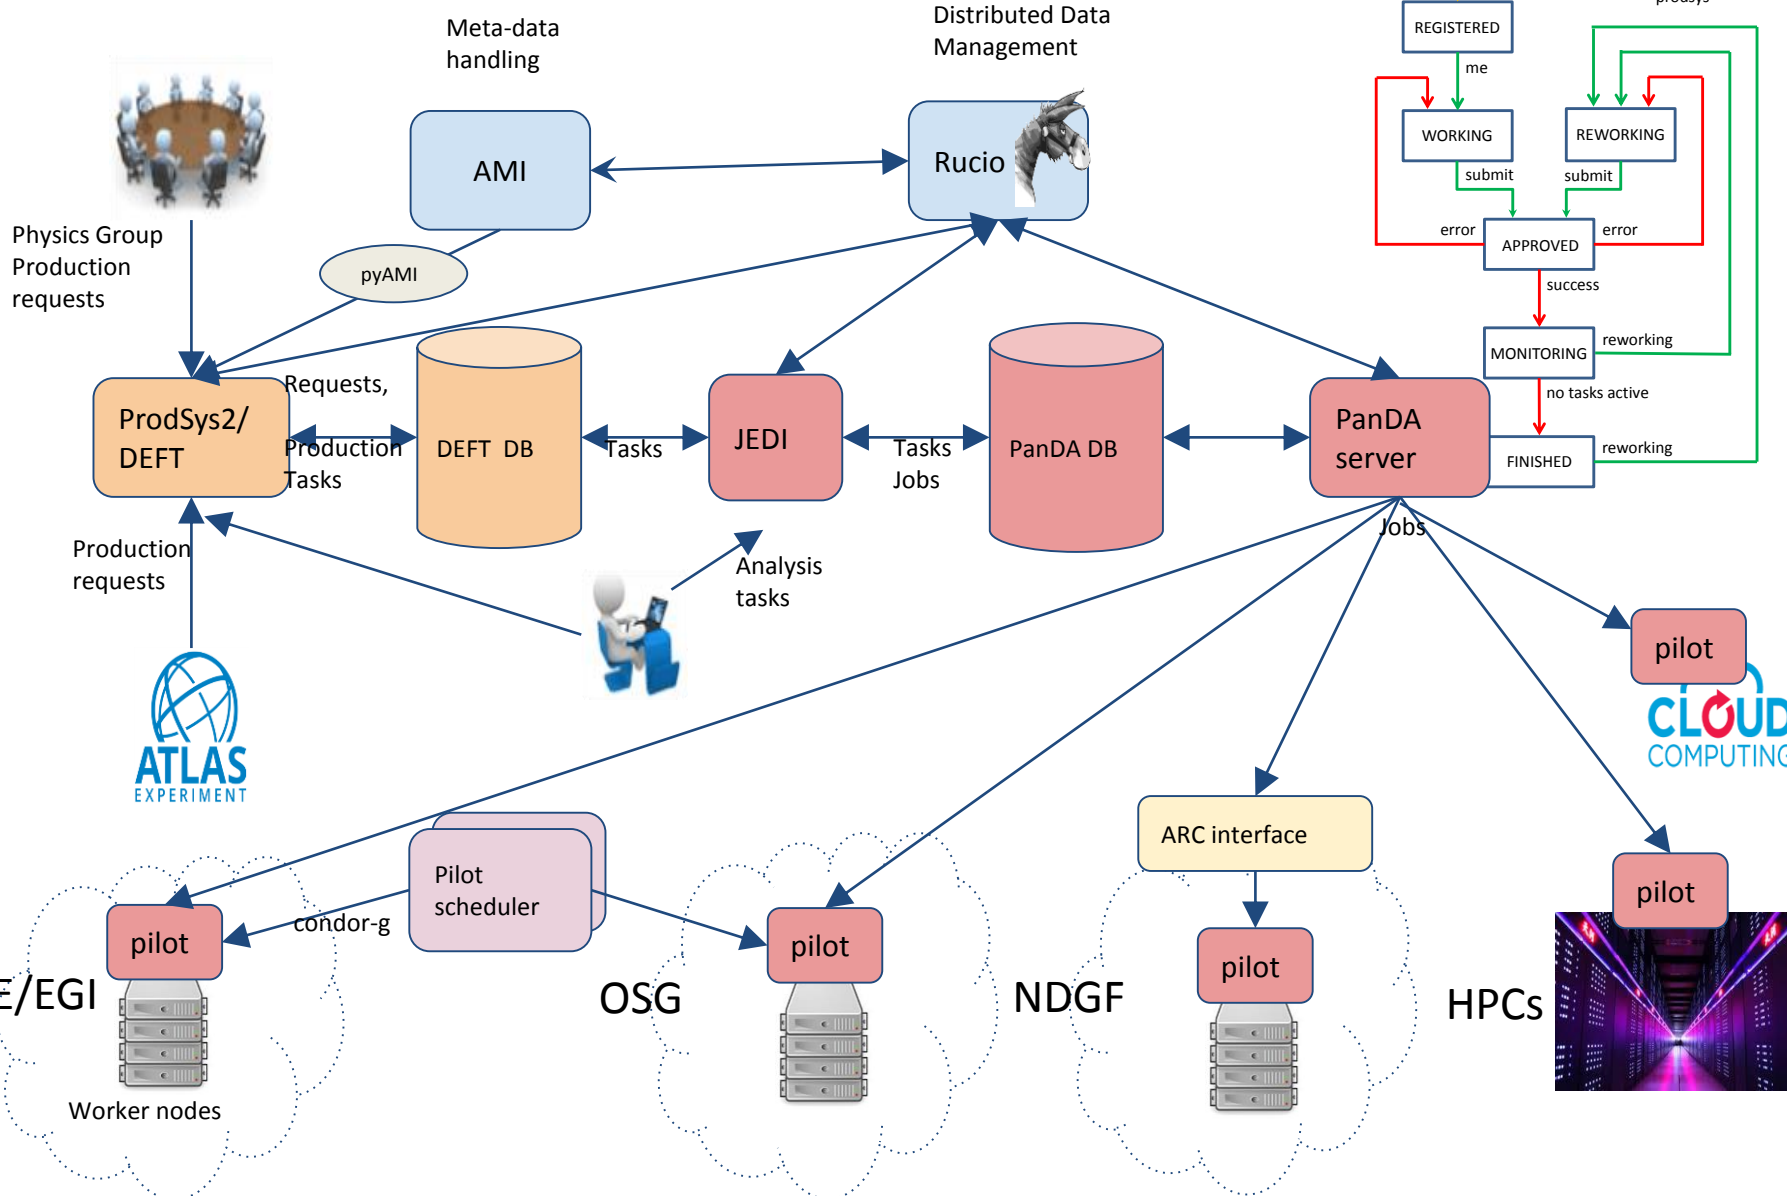 Meta-data
handling
Distributed Data
Management
prodsys
REGISTERED
me
WORKING
REWORKING
submit
submit
error
APPROVED
error
success
MONITORING
reworking
no tasks active
FINISHED
reworking
AMI
Rucio
Physics Group
Production
requests
pyAMI
ProdSys2/
DEFT
Requests,
Production
Tasks
DEFT DB
Tasks
JEDI
Tasks
Jobs
PanDA DB
PanDA
server
Jobs
Production
requests
Analysis
tasks
ATLAS
EXPERIMENT
pilot
CLOUD
COMPUTING
Pilot
scheduler
condor-g
ARC interface
pilot
pilot
pilot
pilot
E/EGI
OSG
NDGF
HPCs
Worker nodes